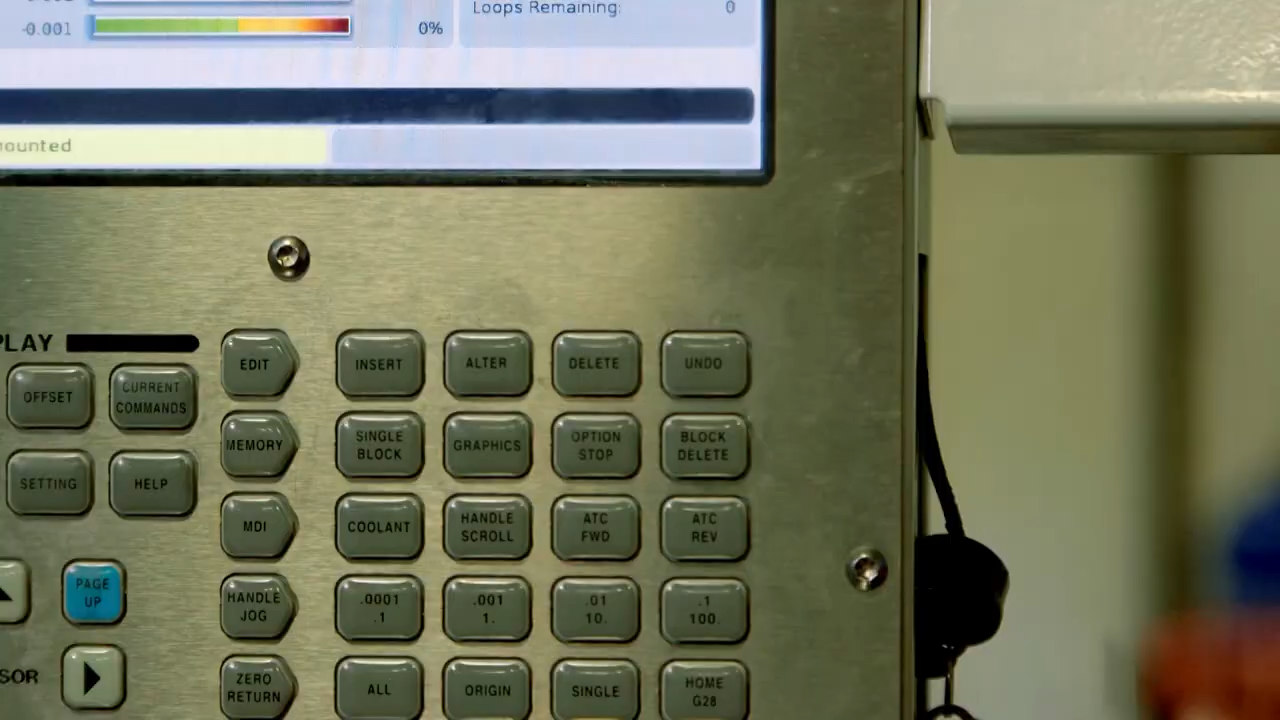 Loops Remaining: 0
-0.001 0%
ounted
PLAY
EDIT INSERT ALTER DELETE UNDO
OFFSET
CURRENT
COMMANDS
MEMORY
SINGLE
BLOCK
GRAPHICS
OPTION
STOP
BLOCK
DELETE
SETTING HELP
MDI COOLANT
HANDLE
SCROLL
ATC
FWD
ATC
REV
PAGE
UP
HANDLE
JOG
.0001
.1
.001
1.
.01
10.
.1
100.
SOR
ZERO
RETURN
ALL ORIGIN SINGLE
HOME
G28